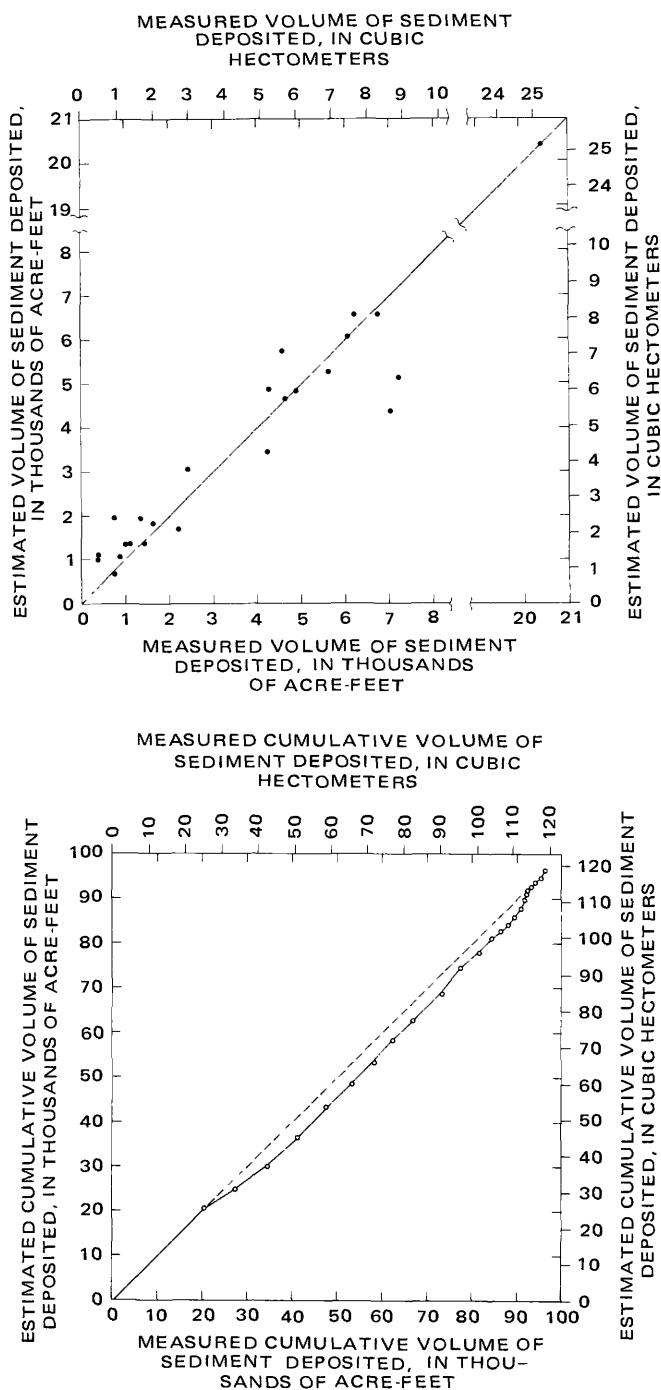 MEASURED VOLUME OF SEDIMENT
DEPOSITED, IN CUBIC
HECTOMETERS
0 1 2 3 4 5 6 7 8 9 10 24 25
ESTIMATED VOLUME OF SEDIMENT DEPOSITED,
IN THOUSANDS OF ACRE-FEET
21
20
19
8
7
6
5
4
3
2
1
0
25
24
10
9
8
7
6
5
4
3
2
1
0
ESTIMATED VOLUME OF SEDIMENT DEPOSITED,
IN CUBIC HECTOMETERS
0 1 2 3 4 5 6 7 8 20 21
MEASURED VOLUME OF SEDIMENT
DEPOSITED, IN THOUSANDS
OF ACRE-FEET
MEASURED CUMULATIVE VOLUME OF
SEDIMENT DEPOSITED, IN CUBIC
HECTOMETERS
0 10 20 30 40 50 60 70 80 90 100 110 120
ESTIMATED CUMULATIVE VOLUME OF SEDIMENT
DEPOSITED, IN THOUSANDS OF ACRE-FEET
100
90
80
70
60
50
40
30
20
10
0
120
110
100
90
80
70
60
50
40
30
20
10
0
ESTIMATED CUMULATIVE VOLUME OF SEDIMENT
DEPOSITED, IN CUBIC HECTOMETERS
0 10 20 30 40 50 60 70 80 90 100
MEASURED CUMULATIVE VOLUME OF
SEDIMENT DEPOSITED, IN THOU-
SANDS OF ACRE-FEET